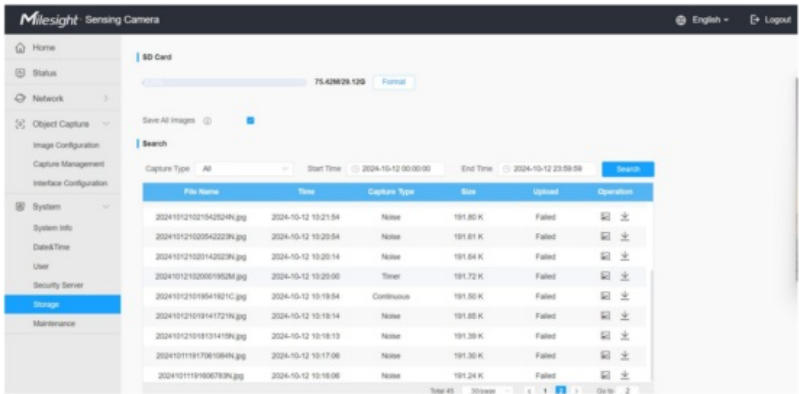 Milesight Sensing Camera
English
Logout
Home
Status
Network
Object Capture
Image Configuration
Capture Management
Interface Configuration
System
System Info
Date&Time
User
Security Server
Storage
Maintenance
SD Card
75.42M/29.12G Format
Save All Images
Search
Capture Type All Start Time 2024-10-12 00:00:00 End Time 2024-10-12 23:59:59 Search
File Name Time Capture Type Size Upload Operation
2024-10-12 10:21:54 Noise 191.80 K Failed
2024-10-12 10:20:54 Noise 191.61 K Failed
2024-10-12 10:20:14 Noise 191.64 K Failed
2024-10-12 10:20:00 Timer 191.72 K Failed
2024-10-12 10:19:54 Continuous 191.50 K Failed
2024-10-12 10:19:14 Noise 191.85 K Failed
2024-10-12 10:18:13 Noise 191.39 K Failed
2024-10-12 10:17:06 Noise 191.30 K Failed
2024-10-12 10:16:06 Noise 191.24 K Failed
Total 45 30/page 1 2 Go to 2